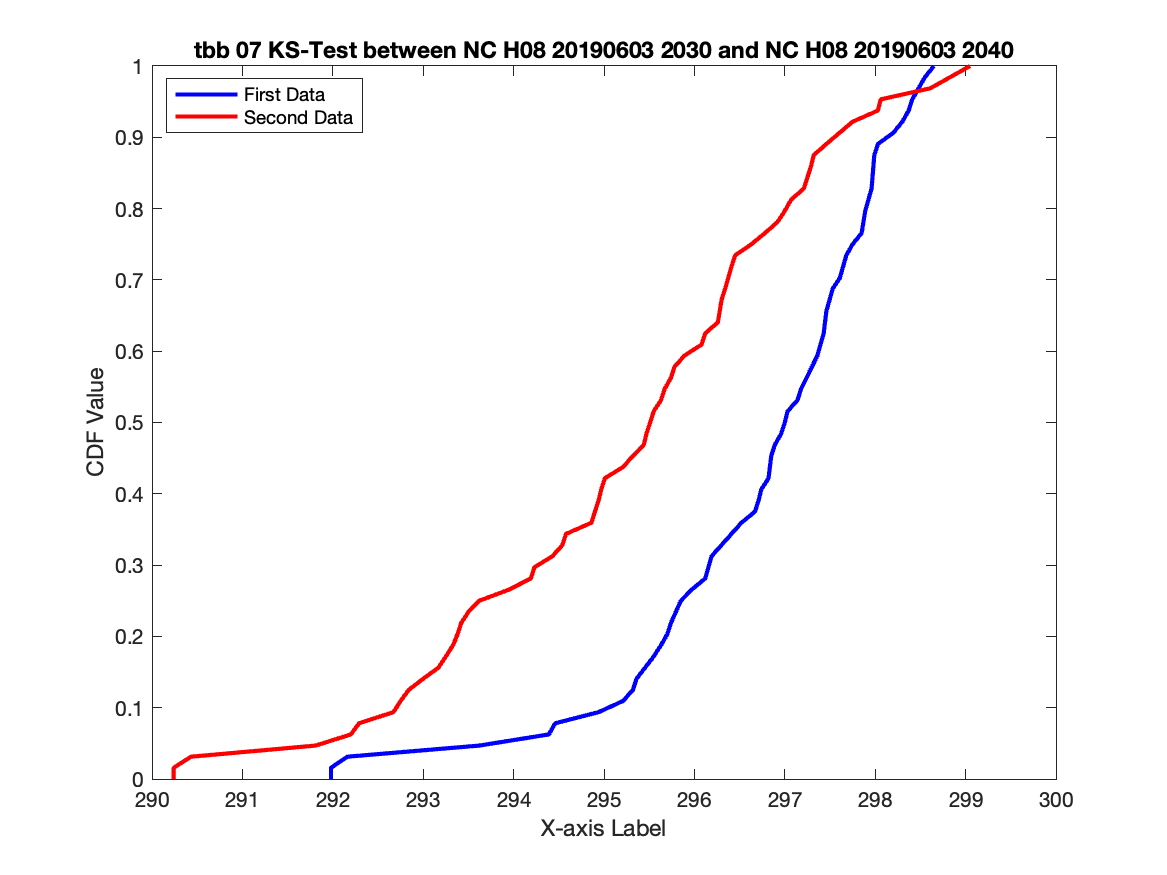 tbb 07 KS-Test between NC H08 20190603 2030 and NC H08 20190603 2040
First Data
Second Data
1
0.9
0.8
0.7
0.6
0.5
0.4
0.3
0.2
0.1
0
CDF Value
290 291 292 293 294 295 296 297 298 299 300
X-axis Label